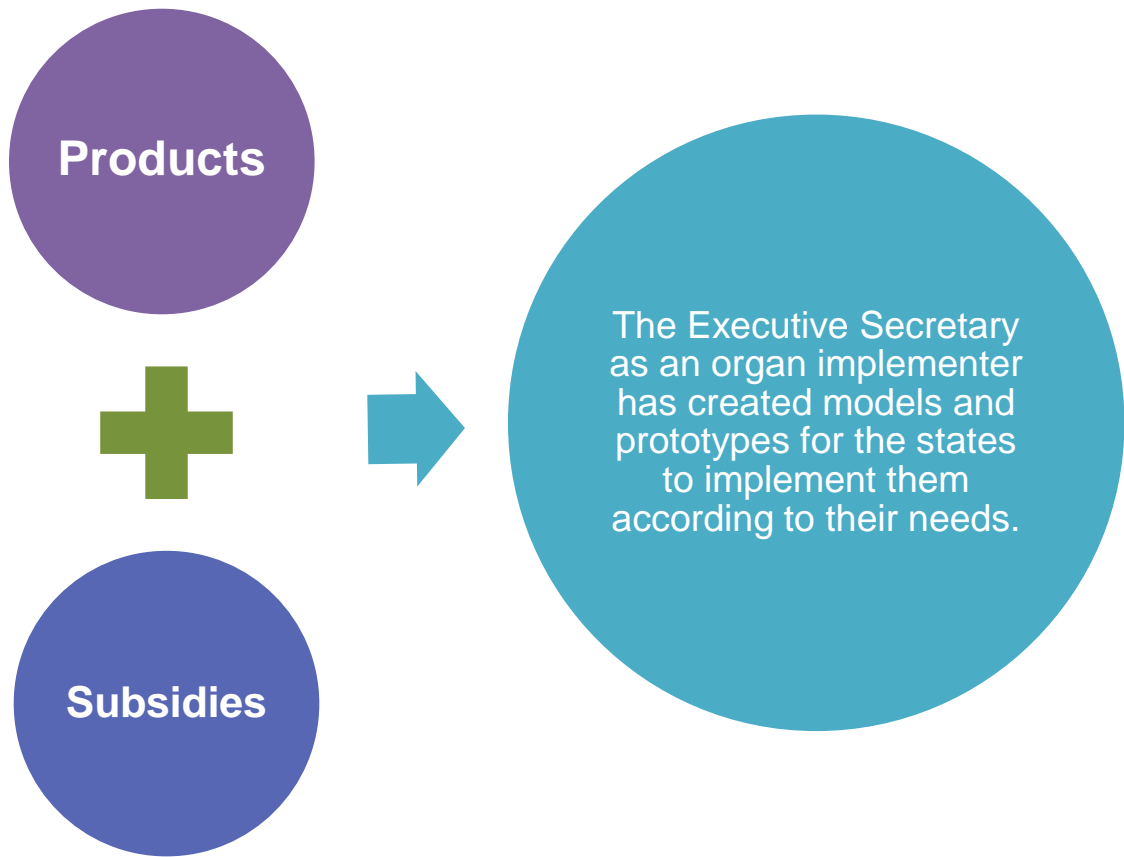 Products
Subsidies
The Executive Secretary
as an organ implementer
has created models and
prototypes for the states
to implement them
according to their needs.